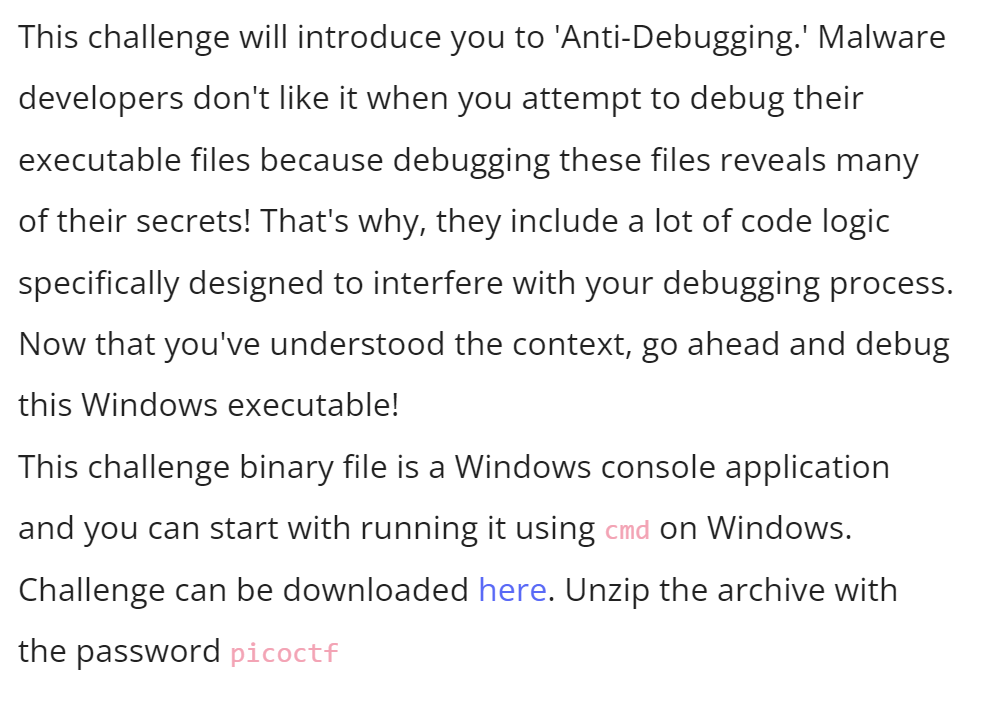 This challenge will introduce you to 'Anti-Debugging.' Malware
developers don't like it when you attempt to debug their
executable files because debugging these files reveals many
of their secrets! That's why, they include a lot of code logic
specifically designed to interfere with your debugging process.
Now that you've understood the context, go ahead and debug
this Windows executable!
This challenge binary file is a Windows console application
and you can start with running it using cmd on Windows.
Challenge can be downloaded here. Unzip the archive with
the password picoctf